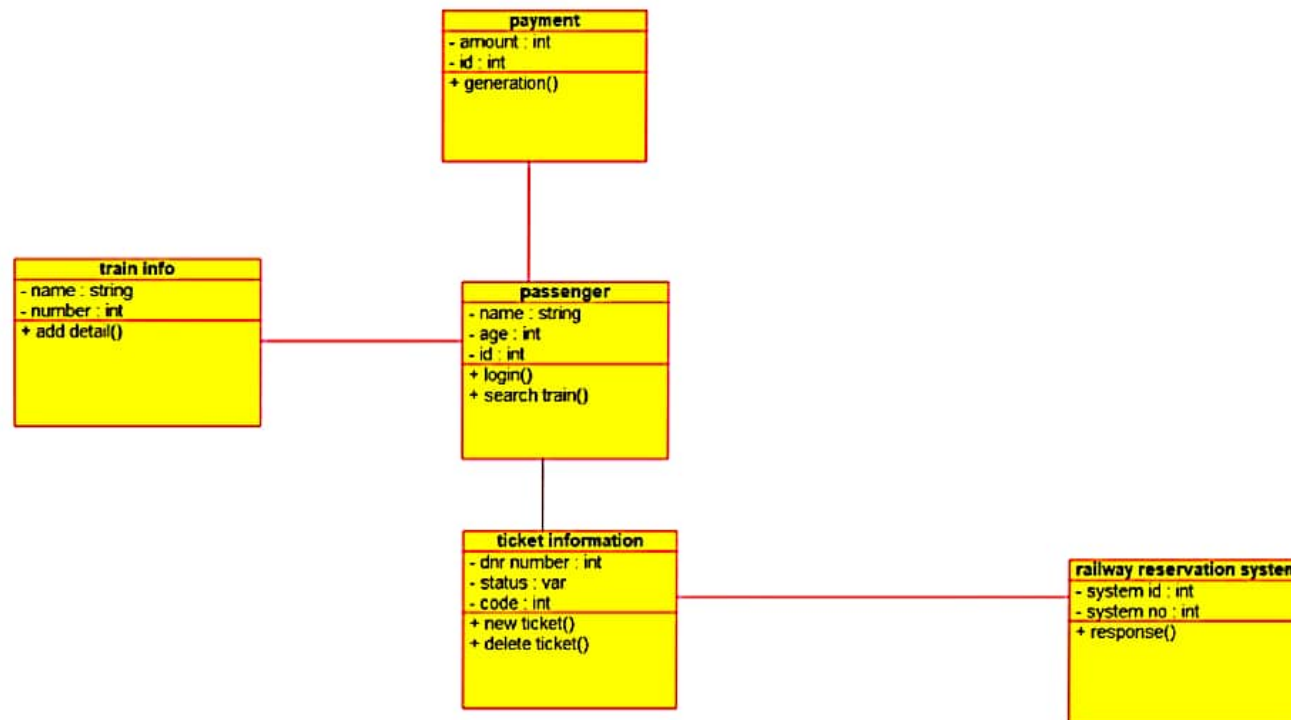 payment
- amount : int
- id : int
+ generation()
train info
- name : string
- number : int
+ add detail()
passenger
- name : string
- age : int
- id : int
+ login()
+ search train()
ticket information
- dnr number : int
- status : var
- code : int
+ new ticket()
+ delete ticket()
railway reservation system
- system id : int
- system no : int
+ response()